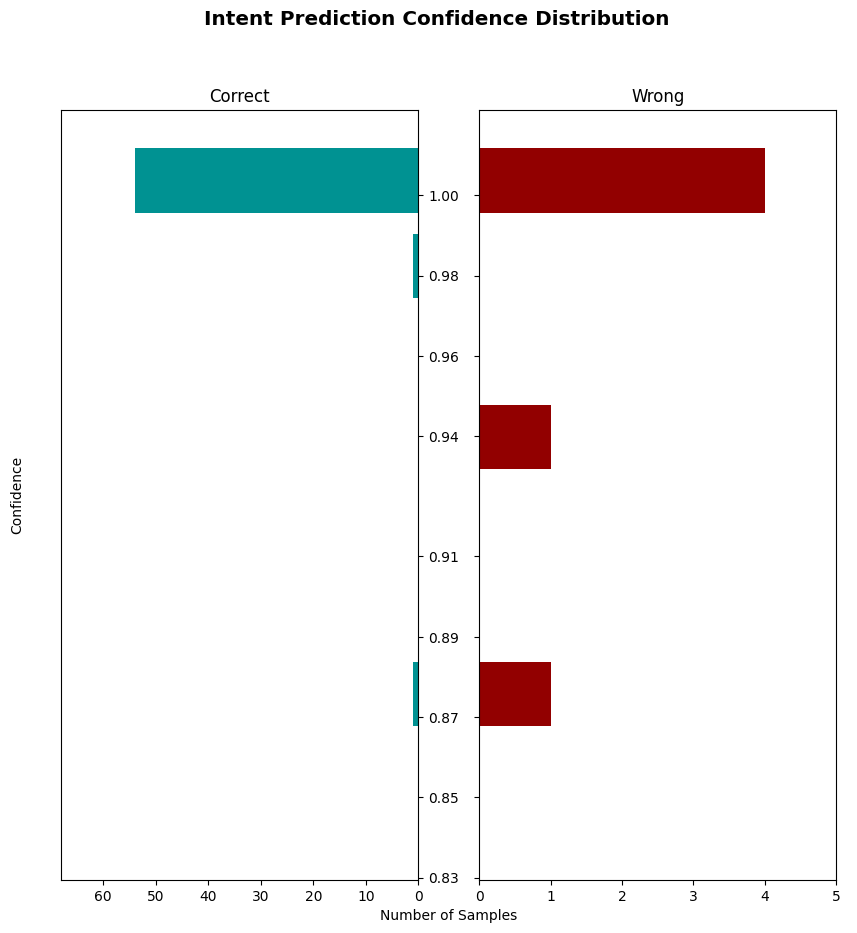 Intent Prediction Confidence Distribution
Correct
Wrong
1.00
0.98
0.96
0.94
0.91
0.89
0.87
0.85
0.83
Confidence
60 50 40 30 20 10 0
0 1 2 3 4 5
Number of Samples